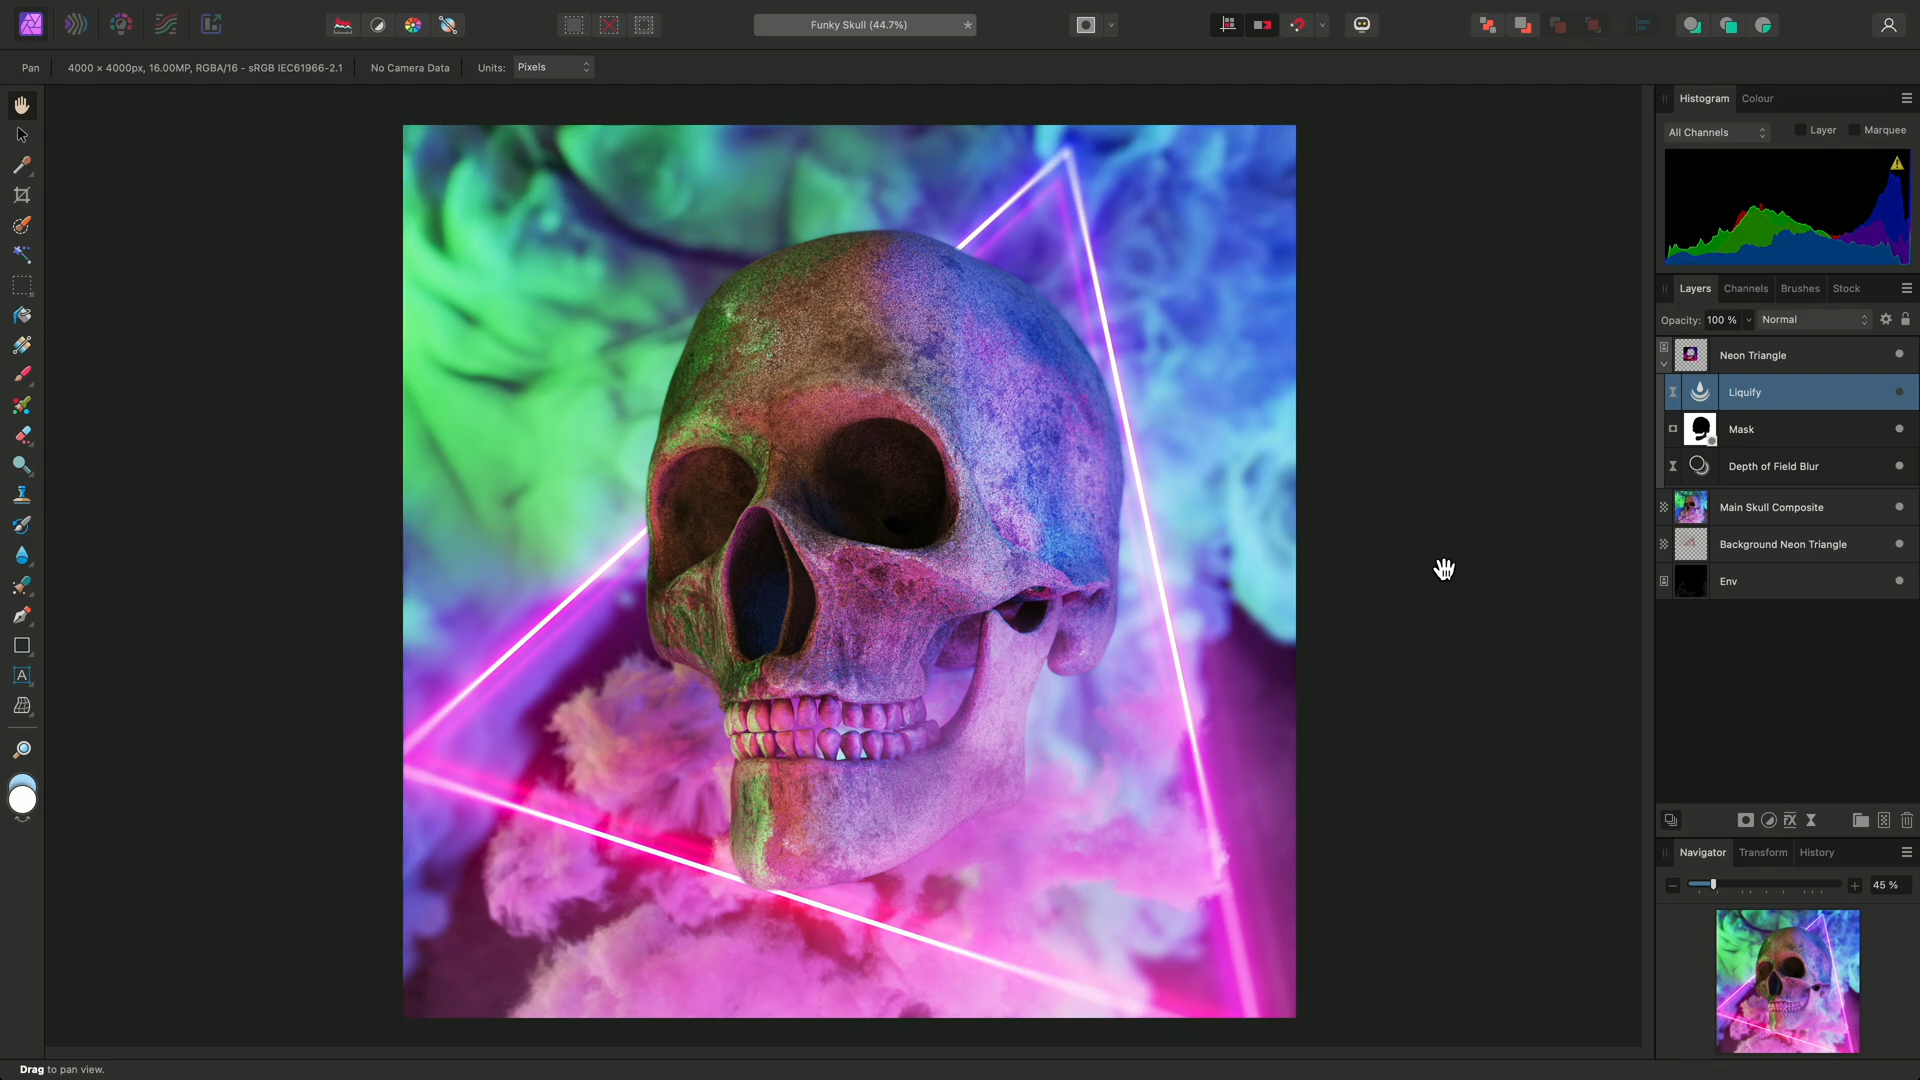 Funky Skull (44.7%)
*
Pan
4000 × 4000px, 16.00MP, RGBA/16 - sRGB IEC61966-2.1
No Camera Data
Units:
Pixels
Histogram
Colour
All Channels
Layer
Marquee
Layers
Channels
Brushes
Stock
Opacity:
100 %
Normal
Neon Triangle
Liquify
Mask
Depth of Field Blur
Main Skull Composite
Background Neon Triangle
Env
A
FX
Navigator
Transform
History
45 %
Drag to pan view.